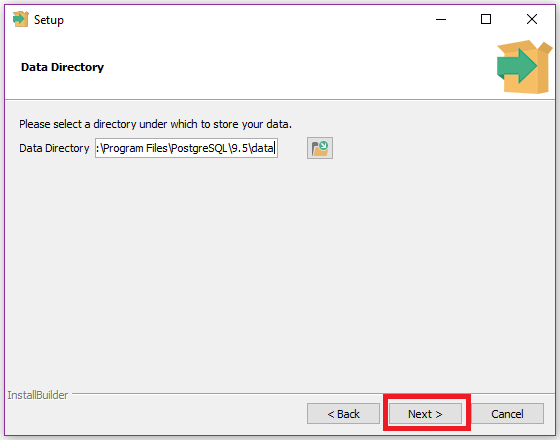 Setup
Data Directory
Please select a directory under which to store your data.
Data Directory :\Program Files\PostgreSQL\9.5\data
InstallBuilder
< Back Next > Cancel